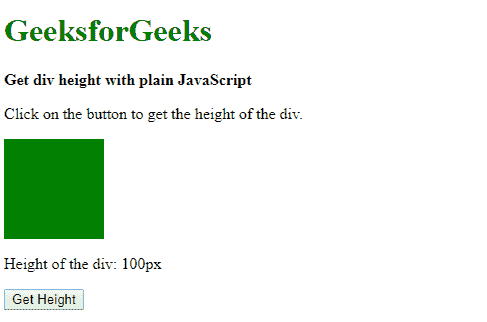 GeeksforGeeks
Get div height with plain JavaScript
Click on the button to get the height of the div.
Height of the div: 100px
Get Height